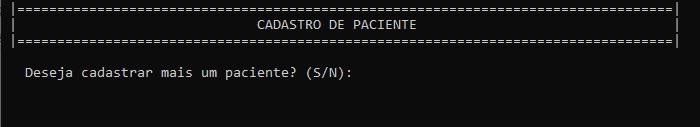 |==================================================================================|
|                              CADASTRO DE PACIENTE                                |
|==================================================================================|
Deseja cadastrar mais um paciente? (S/N):